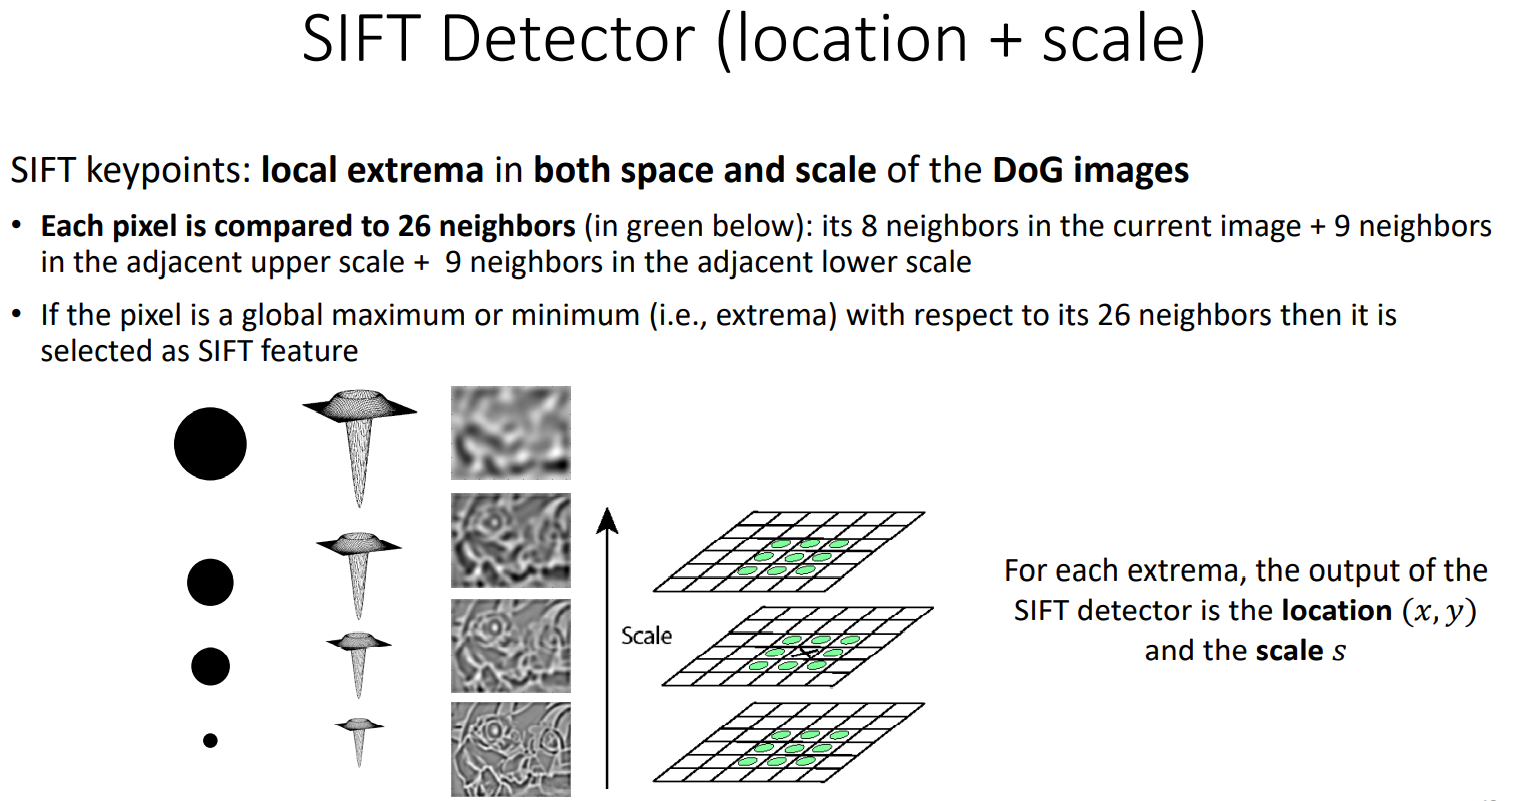 SIFT Detector (location + scale)
SIFT keypoints: local extrema in both space and scale of the DoG images
• Each pixel is compared to 26 neighbors (in green below): its 8 neighbors in the current image + 9 neighbors
in the adjacent upper scale + 9 neighbors in the adjacent lower scale
• If the pixel is a global maximum or minimum (i.e., extrema) with respect to its 26 neighbors then it is
selected as SIFT feature
Scale
For each extrema, the output of the
SIFT detector is the location (x, y)
and the scale s